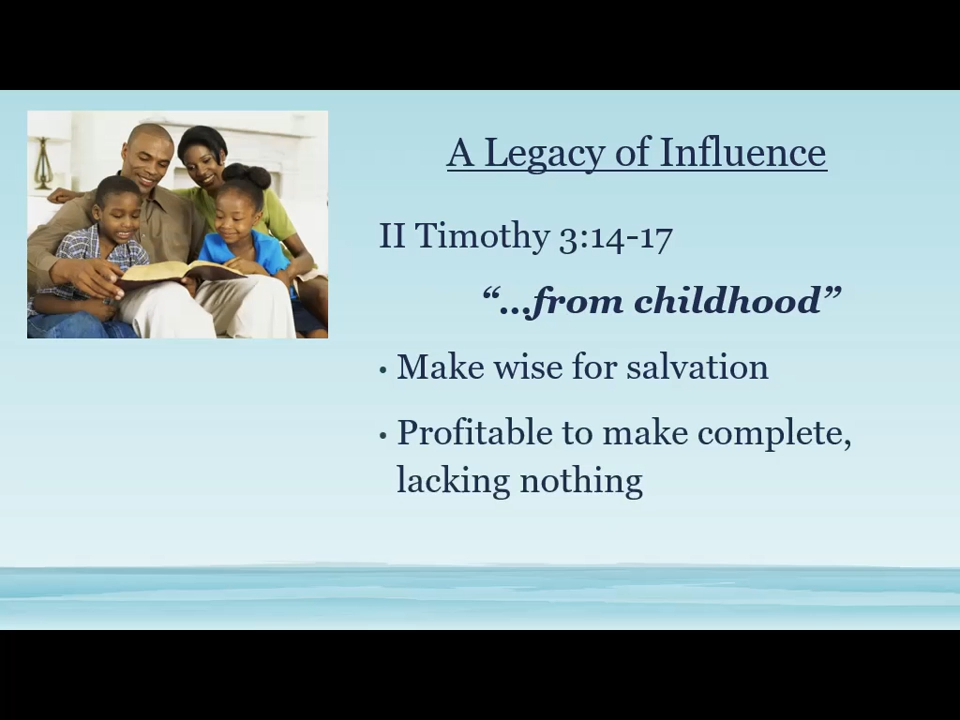 A Legacy of Influence
II Timothy 3:14-17
“...from childhood”
• Make wise for salvation
• Profitable to make complete,
lacking nothing